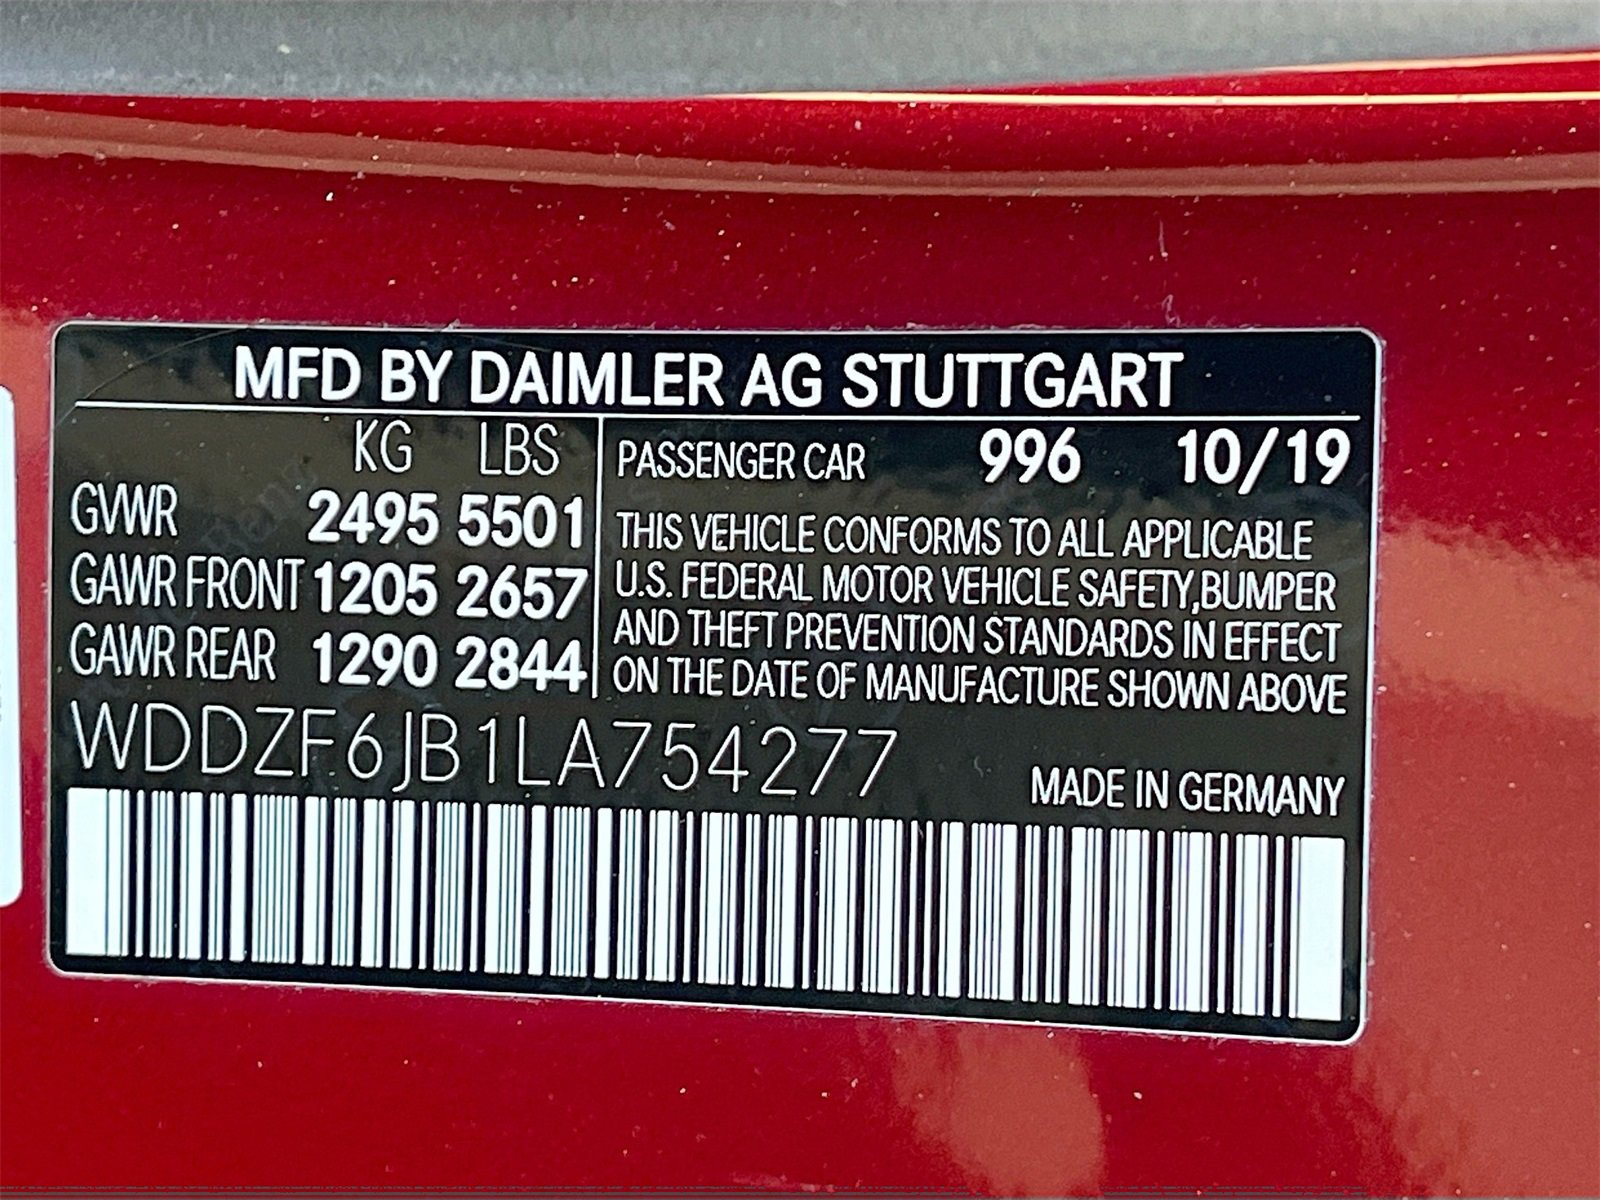 MFD BY DAIMLER AG STUTTGART
KG LBS
GVWR 2495 5501
GAWR FRONT 1205 2657
GAWR REAR 1290 2844
PASSENGER CAR 996 10/19
THIS VEHICLE CONFORMS TO ALL APPLICABLE
U.S. FEDERAL MOTOR VEHICLE SAFETY,BUMPER
AND THEFT PREVENTION STANDARDS IN EFFECT
ON THE DATE OF MANUFACTURE SHOWN ABOVE
WDDZF6JB1LA754277
MADE IN GERMANY